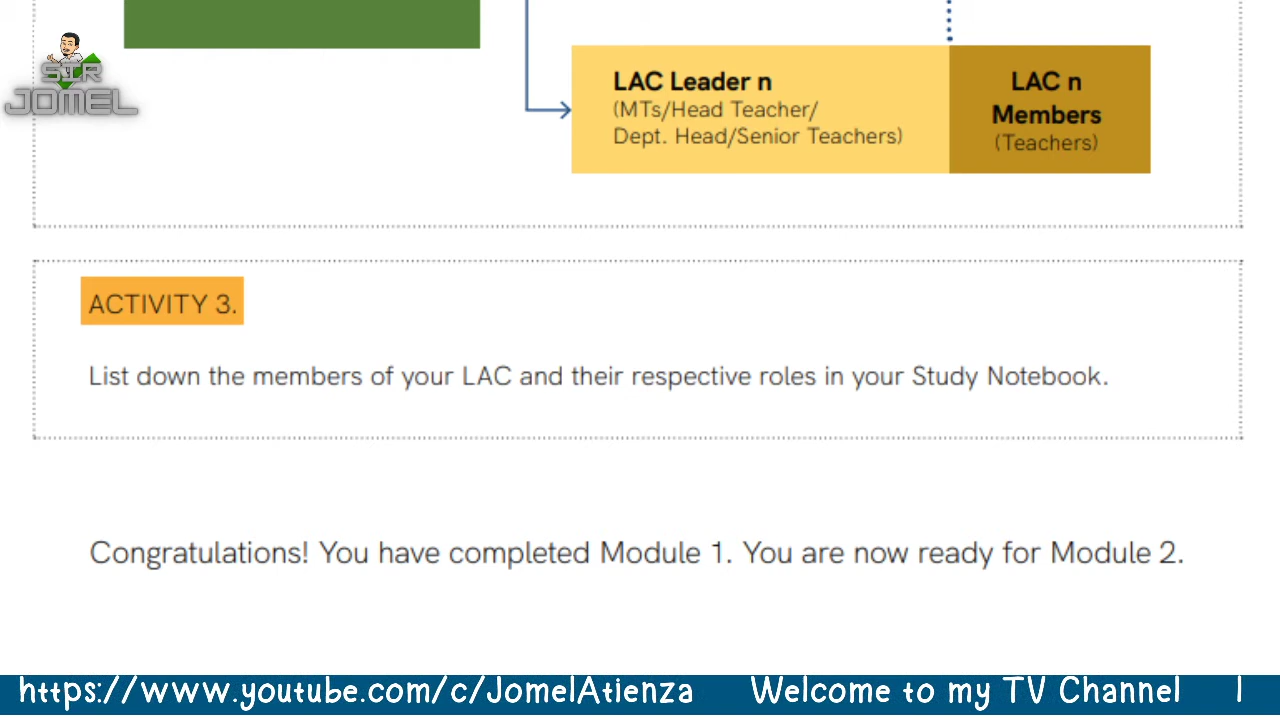 SIR
JOMEL
LAC Leader n
(MTs/Head Teacher/
Dept. Head/Senior Teachers)
LAC n
Members
(Teachers)
ACTIVITY 3.
List down the members of your LAC and their respective roles in your Study Notebook.
Congratulations! You have completed Module 1. You are now ready for Module 2.
https://www.youtube.com/c/JomelAtienza Welcome to my TV Channel